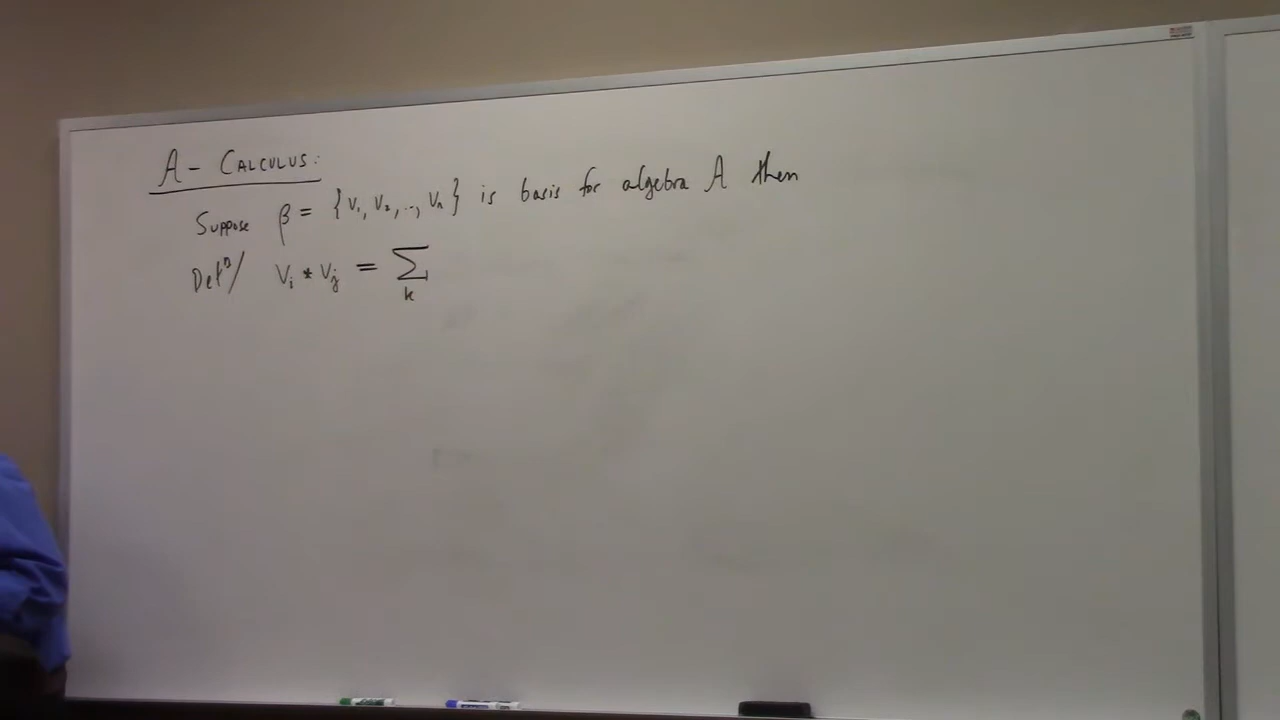 A - CALCULUS:
Suppose β = {v₁, v₂, .., vₙ} is basis for algebra A then
Defⁿ/ vᵢ * vⱼ = ∑ₖ